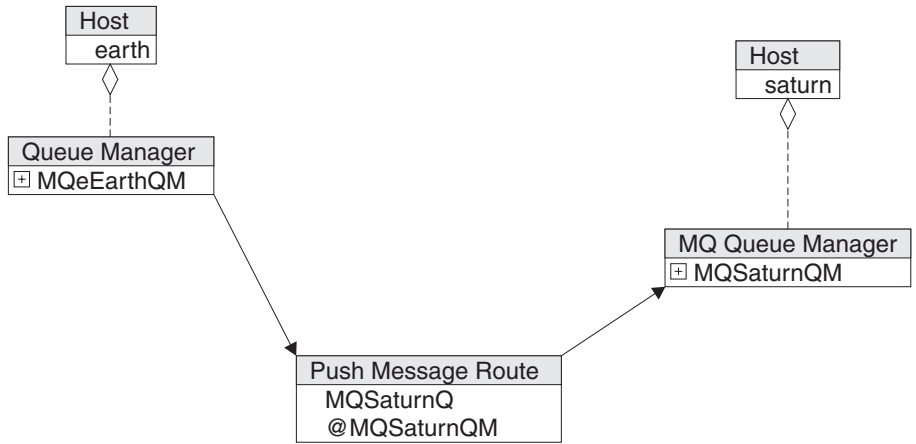 Host
earth
Host
saturn
Queue Manager
MQeEarthQM
MQ Queue Manager
MQSaturnQM
Push Message Route
MQSaturnQ
@MQSaturnQM